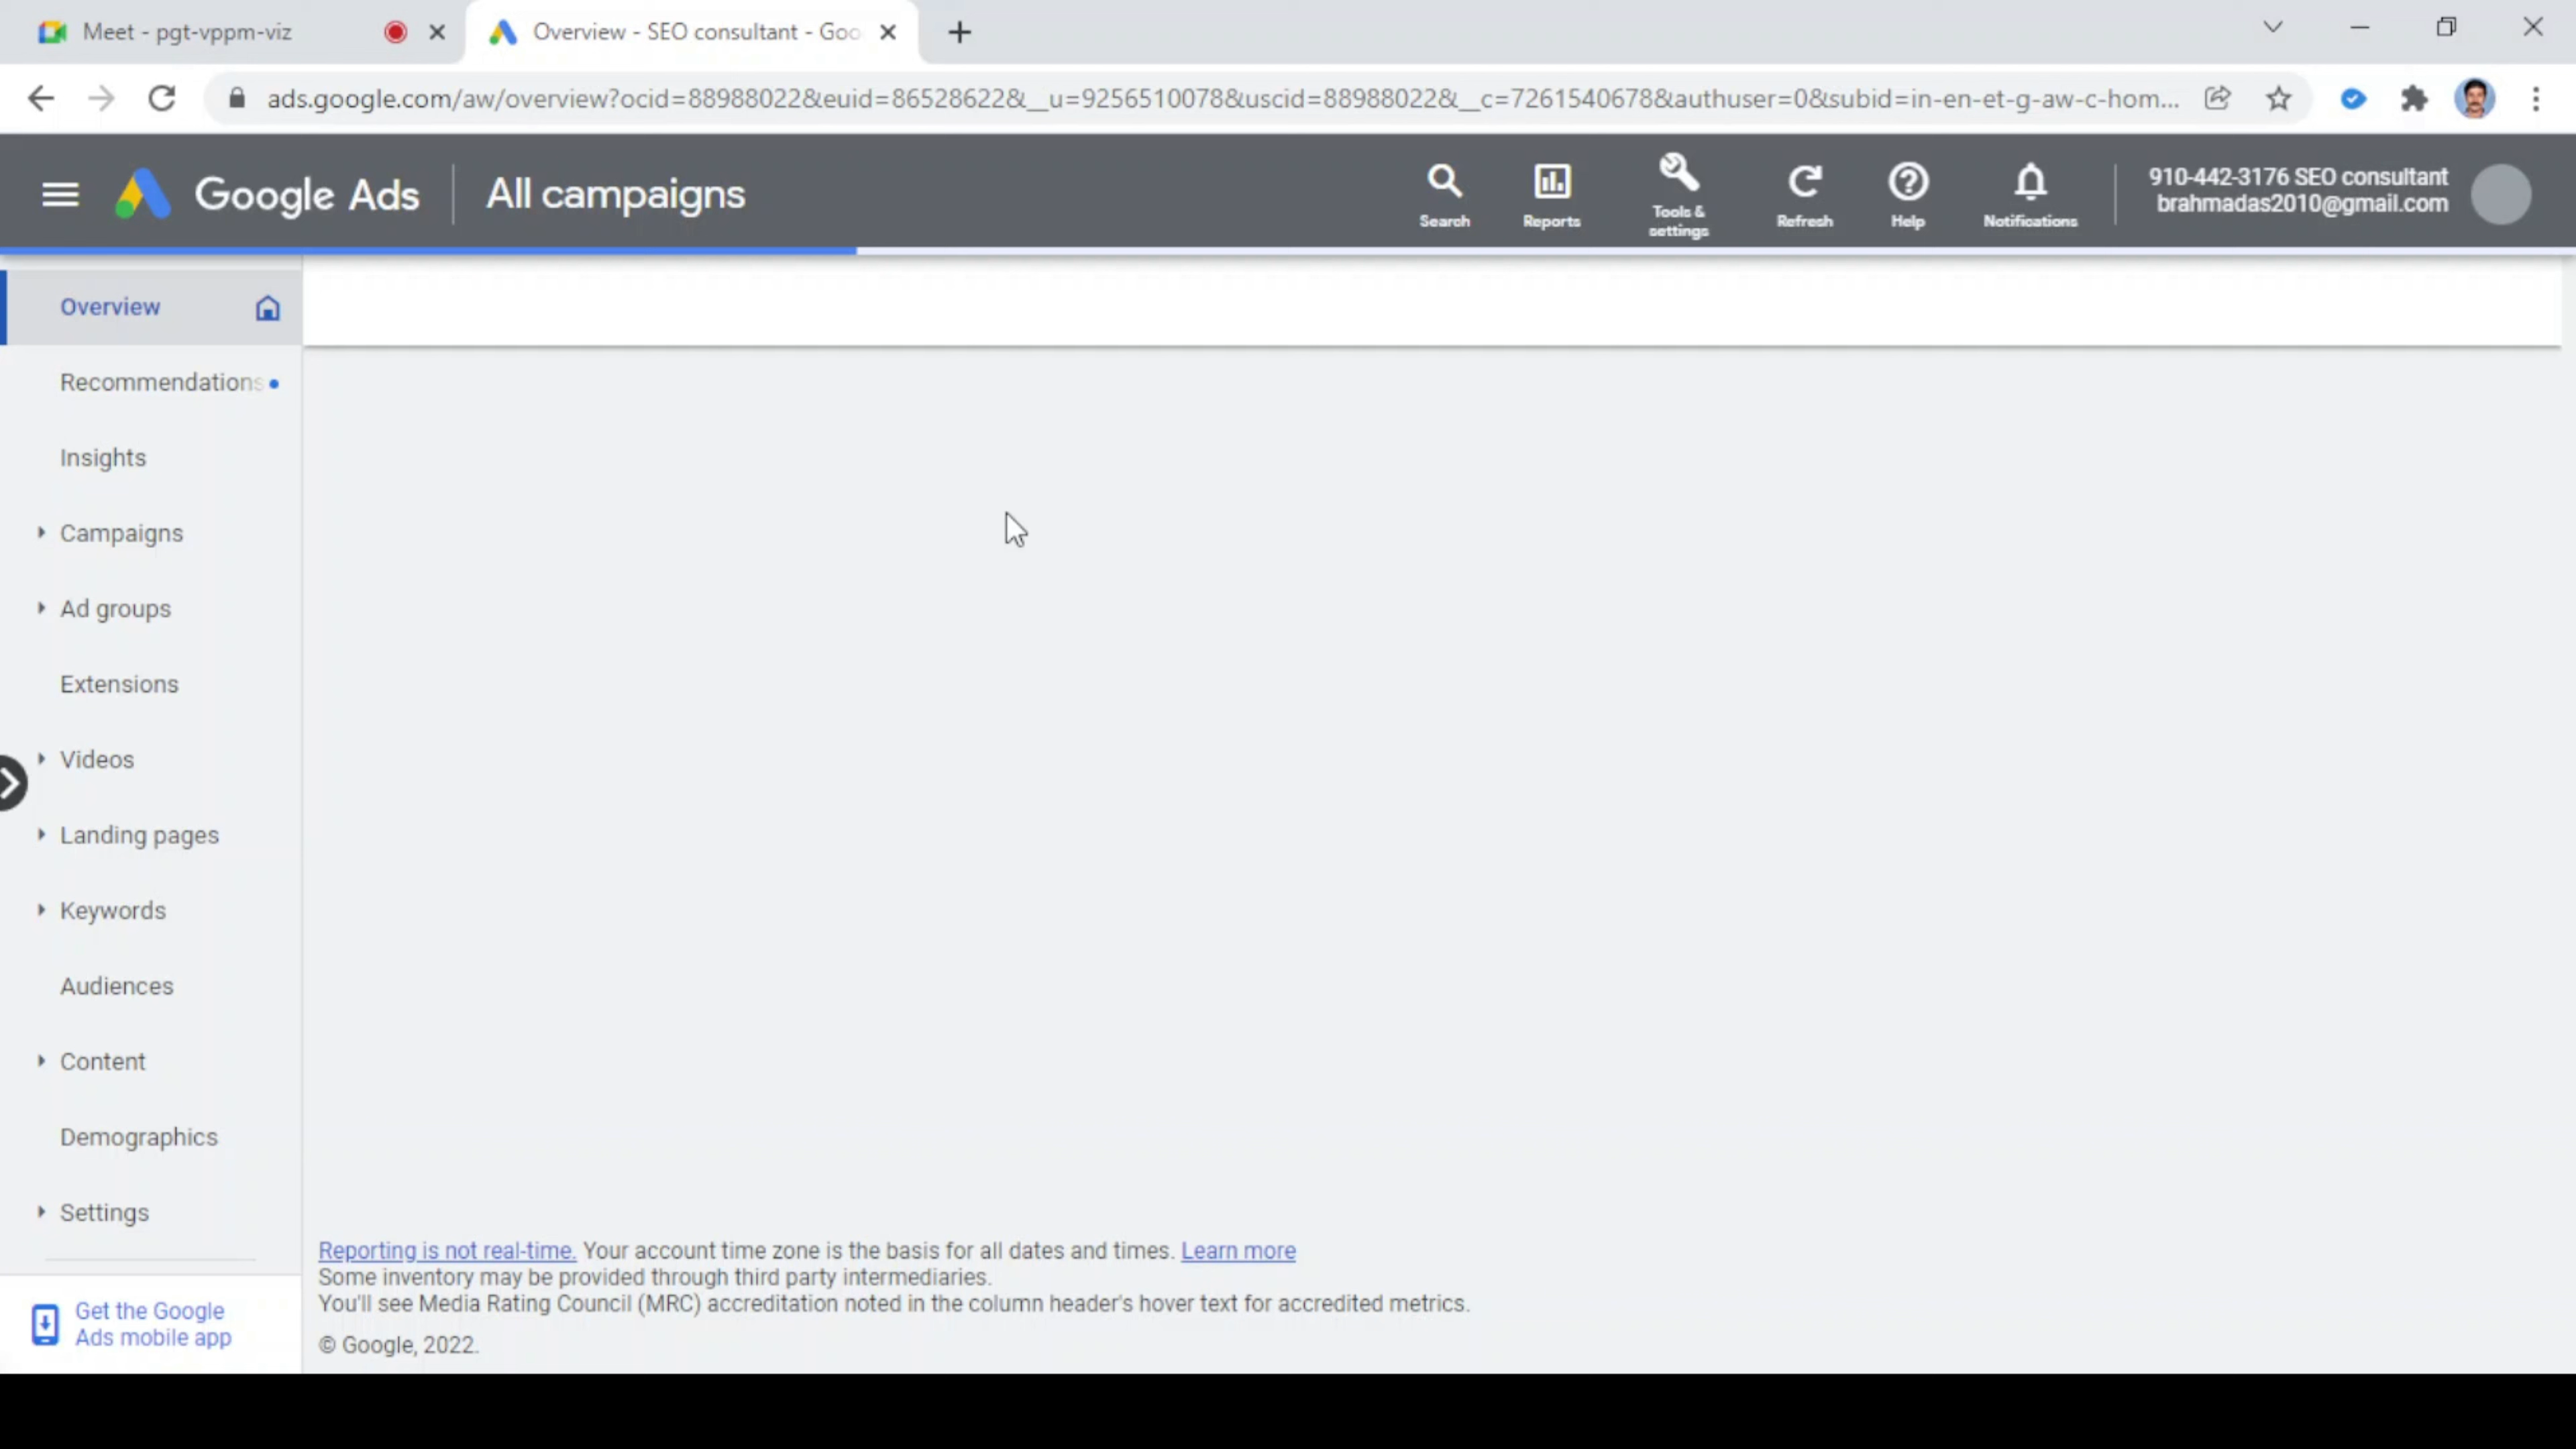 Meet - pgt-vppm-viz
Overview - SEO consultant - Goo
ads.google.com/aw/overview?ocid=88988022&euid=86528622&__u=9256510078&uscid=88988022&__c=7261540678&authuser=0&subid=in-en-et-g-aw-c-hom...
Google Ads
All campaigns
Search
Reports
Tools &
settings
Refresh
Help
Notifications
910-442-3176 SEO consultant
brahmadas2010@gmail.com
Overview
Recommendations
Insights
Campaigns
Ad groups
Extensions
Videos
Landing pages
Keywords
Audiences
Content
Demographics
Settings
Get the Google
Ads mobile app
Reporting is not real-time. Your account time zone is the basis for all dates and times. Learn more
Some inventory may be provided through third party intermediaries.
You'll see Media Rating Council (MRC) accreditation noted in the column header's hover text for accredited metrics.
© Google, 2022.